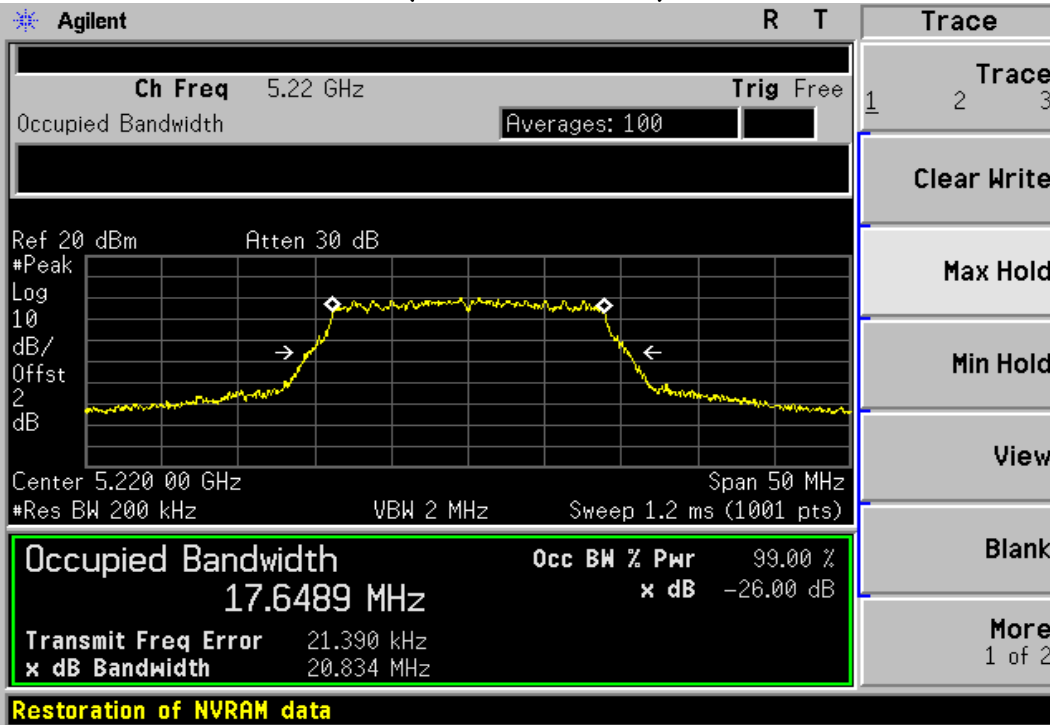 Agilent R T Trace
Ch Freq 5.22 GHz Trig Free
Occupied Bandwidth Averages: 100
Trace
1 2 3
Clear Write
Max Hold
Min Hold
View
Blank
More
1 of 2
Ref 20 dBm Atten 30 dB
#Peak
Log
10
dB/
Offst
2
dB
Center 5.220 00 GHz Span 50 MHz
#Res BW 200 kHz VBW 2 MHz Sweep 1.2 ms (1001 pts)
Occupied Bandwidth Occ BW % Pwr 99.00 %
17.6489 MHz x dB -26.00 dB
Transmit Freq Error 21.390 kHz
x dB Bandwidth 20.834 MHz
Restoration of NVRAM data